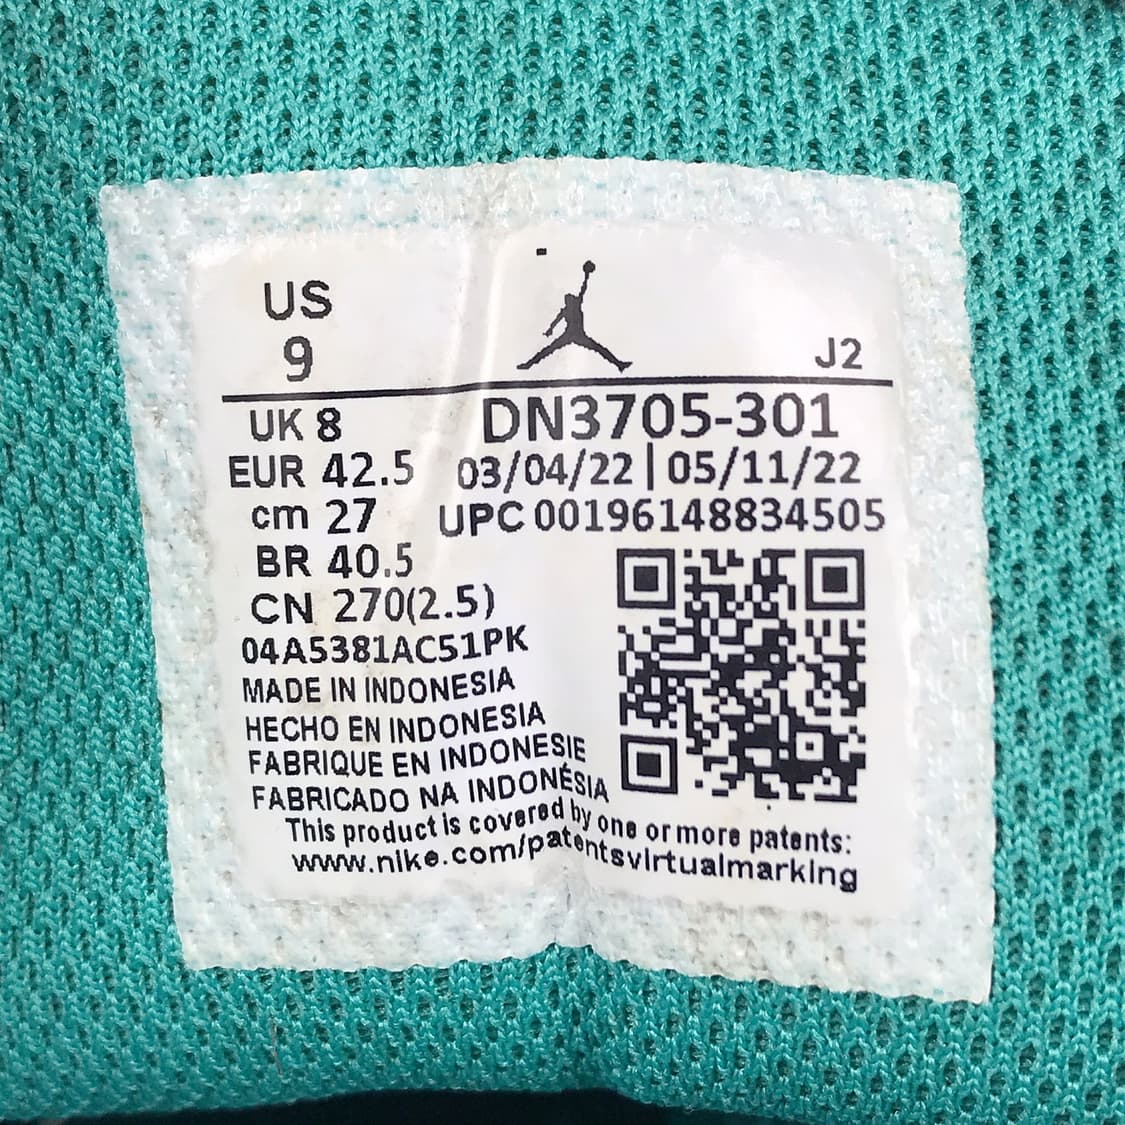 US
9
J2
UK 8
DN3705-301
EUR 42.5
03/04/22 | 05/11/22
cm 27
UPC 00196148834505
BR 40.5
CN 270(2.5)
04A5381AC51PK
MADE IN INDONESIA
HECHO EN INDONESIA
FABRIQUE EN INDONESIE
FABRICADO NA INDONÉSIA
This product is covered by one or more patents:
www.nike.com/patentsvirtualmarking